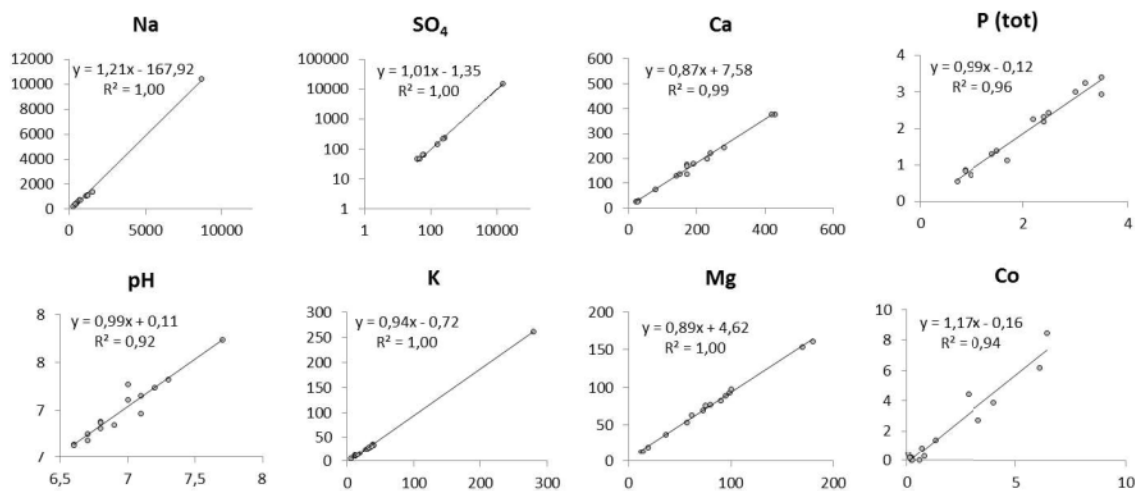 Na
y = 1,21x - 167,92
R² = 1,00
12000
10000
8000
6000
4000
2000
0
0 5000 10000
SO₄
y = 1,01x - 1,35
R² = 1,00
100000
10000
1000
100
10
1
1 100 10000
Ca
y = 0,87x + 7,58
R² = 0,99
600
500
400
300
200
100
0
0 200 400 600
P (tot)
y = 0,99x - 0,12
R² = 0,96
4
3
2
1
0
0 2 4
pH
y = 0,99x + 0,11
R² = 0,92
8
8
7
7
6,5 7 7,5 8
K
y = 0,94x - 0,72
R² = 1,00
300
250
200
150
100
50
0
0 100 200 300
Mg
y = 0,89x + 4,62
R² = 1,00
200
150
100
50
0
0 100 200
Co
y = 1,17x - 0,16
R² = 0,94
10
8
6
4
2
0
0 5 10